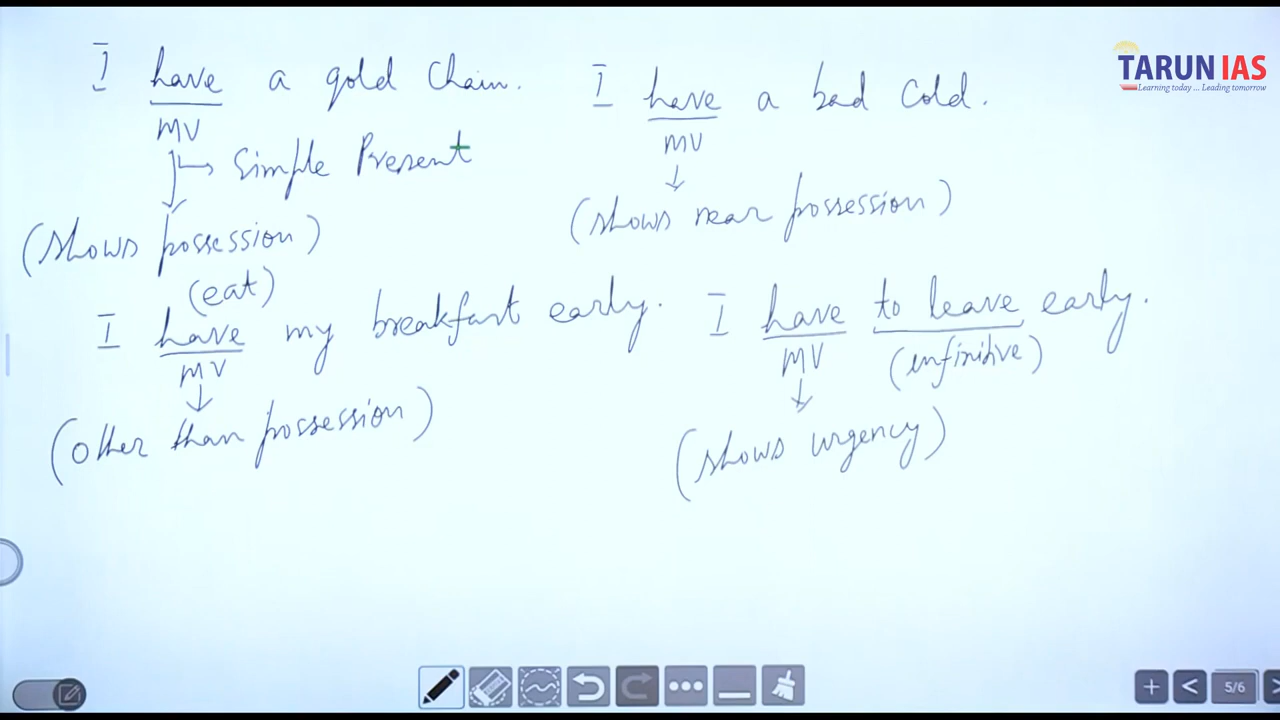 I have a gold chain.
MV
Simple Present
(shows possession)
I have a bad cold.
MV
(shows near possession)
(eat)
I have my breakfast early.
MV
(other than possession)
I have to leave early.
MV (infinitive)
(shows urgency)
TARUN IAS
Learning today ... Leading tomorrow
5/6